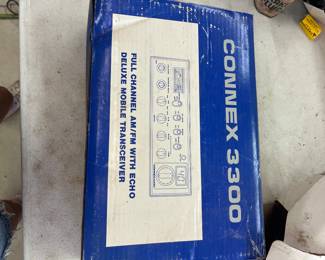 CONNEX 3300
FULL CHANNEL AM/FM WITH ECHO
DELUXE MOBILE TRANSCEIVER